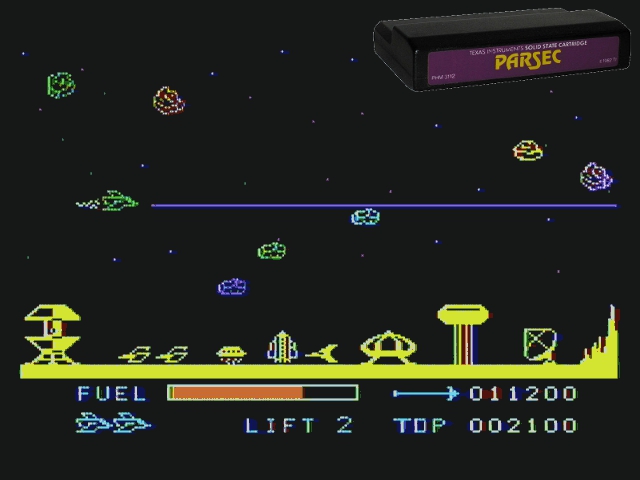 TEXAS INSTRUMENTS SOLID STATE CARTRIDGE
PARSEC
FUEL
011200
LIFT 2
TOP 002100